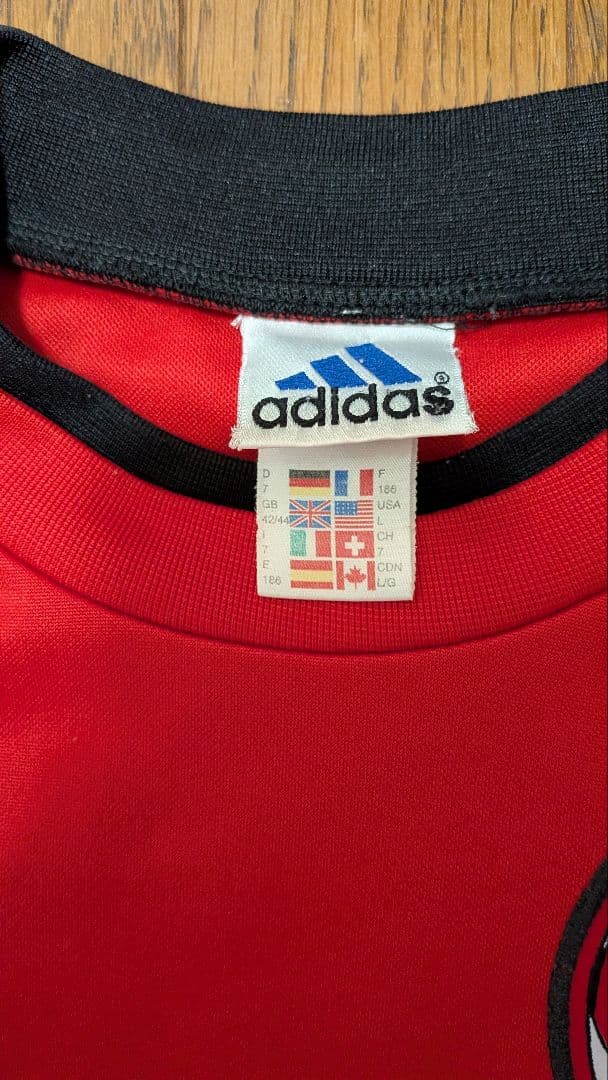 adidas®
D F
7 186
GB USA
42/44 L
I CH
7 7
E CDN
186 L/G